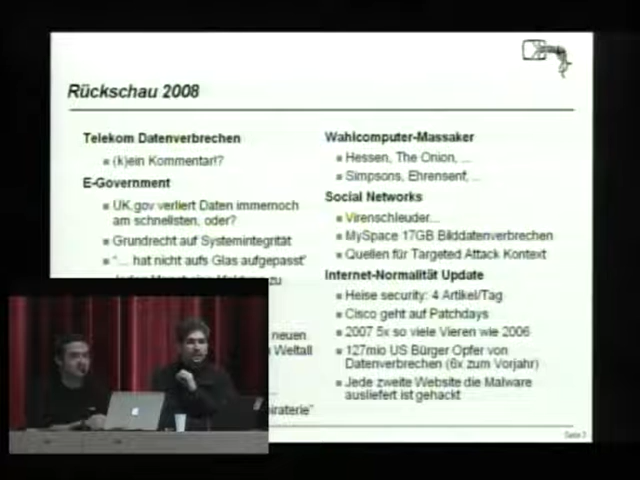 Rückschau 2008
Telekom Datenverbrechen
(k)ein Kommentar!?
E-Government
UK.gov verliert Daten immernoch
am schnellsten, oder?
Grundrecht auf Systemintegrität
"... hat nicht aufs Glas aufgepasst"
zu
neuen
Weltall
Wahlcomputer-Massaker
Hessen, The Onion, ...
Simpsons, Ehrensenf, ...
Social Networks
Virenschleuder...
MySpace 17GB Bilddatenverbrechen
Quellen für Targeted Attack Kontext
Internet-Normalität Update
Heise security: 4 Artikel/Tag
Cisco geht auf Patchdays
2007 5x so viele Vieren wie 2006
127mio US Bürger Opfer von
Datenverbrechen (6x zum Vorjahr)
Jede zweite Website die Malware
ausliefert ist gehackt